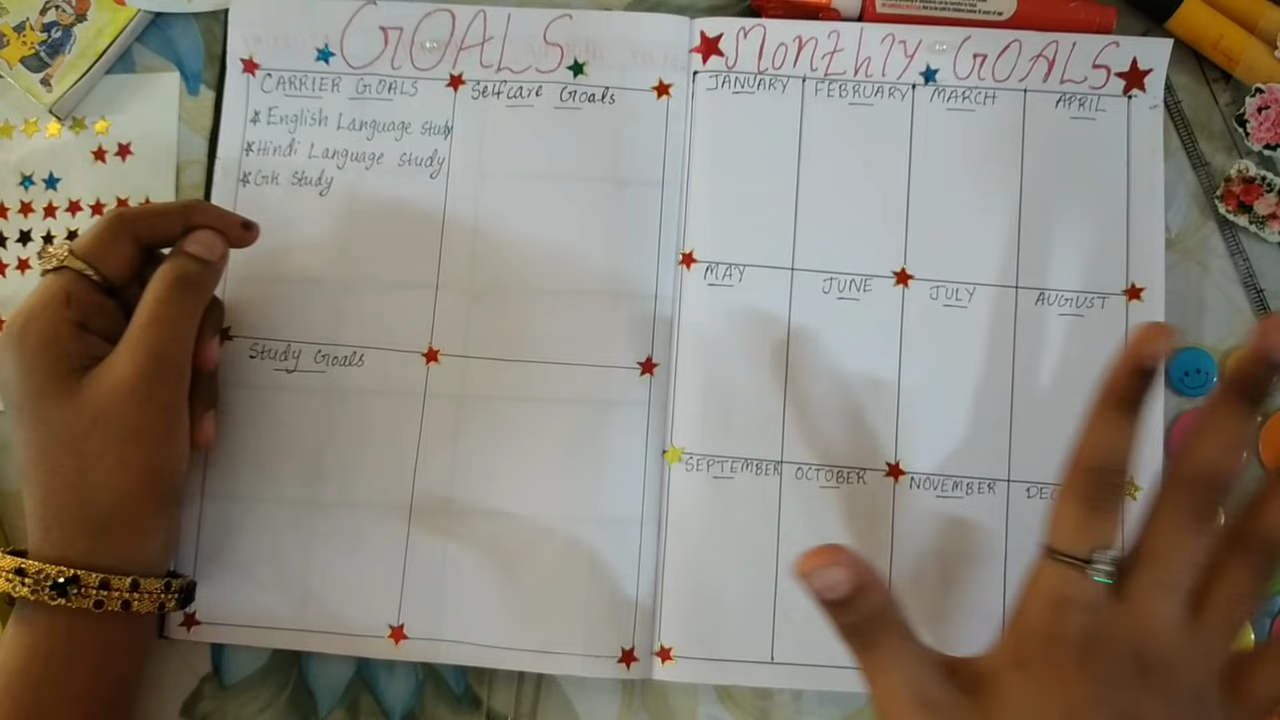 GOALS
CARRIER GOALS
* English Language study
* Hindi Language study
* GK Study
Selfcare Goals
Study Goals
Monthly GOALS
JANUARY
FEBRUARY
MARCH
APRIL
MAY
JUNE
JULY
AUGUST
SEPTEMBER
OCTOBER
NOVEMBER
DEC